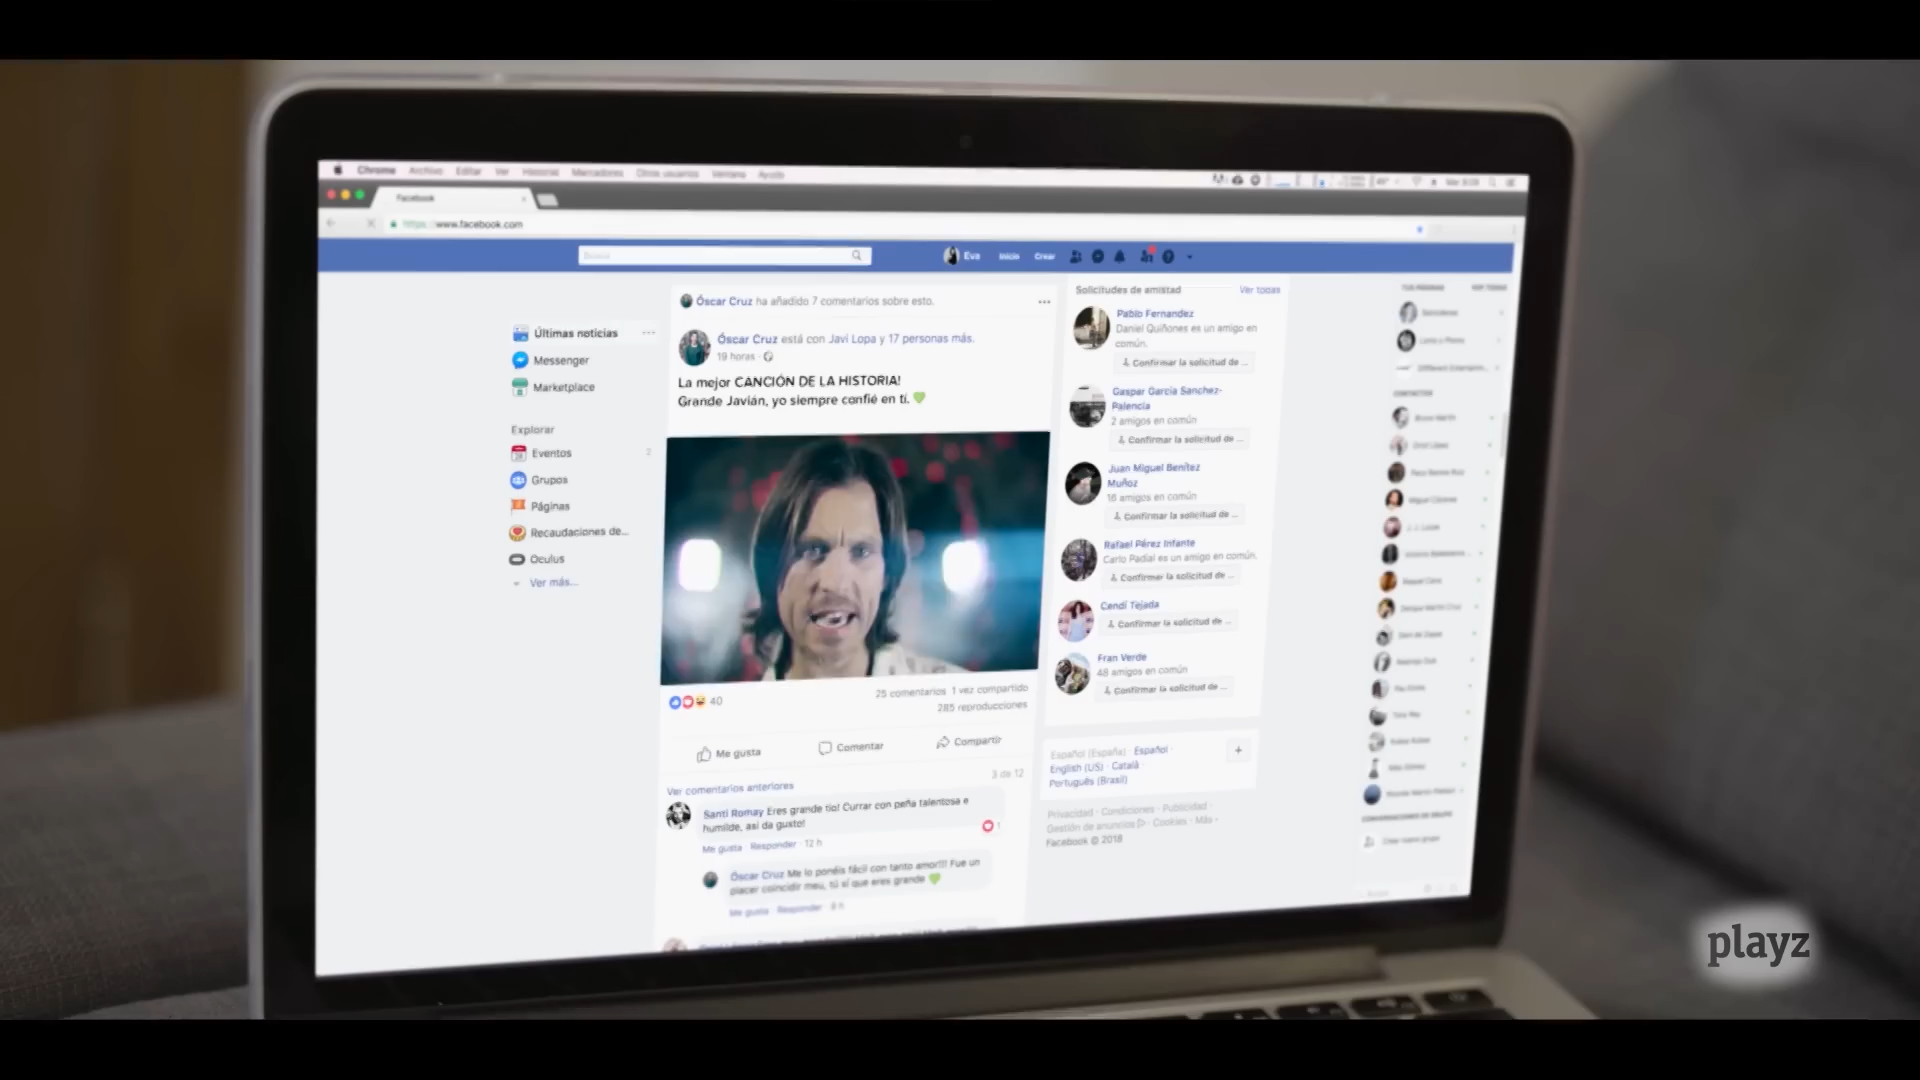 Chrome Archivo Editar Ver Historial Marcadores Otros usuarios Ventana Ayuda
Facebook
https://www.facebook.com
Buscar
Eva Inicio Crear
Óscar Cruz ha añadido 7 comentarios sobre esto.
Óscar Cruz está con Javi Lopa y 17 personas más.
19 horas
La mejor CANCIÓN DE LA HISTORIA!
Grande Javián, yo siempre confié en tí. 💚
40
25 comentarios 1 vez compartido
285 reproducciones
Me gusta Comentar Compartir
Ver comentarios anteriores
3 de 12
Santi Romay Eres grande tio! Currar con peña talentosa e
humilde, asi da gusto!
1
Me gusta · Responder · 12 h
Óscar Cruz Me lo ponéis fácil con tanto amor!!! Fue un
placer coincidir meu, tú sí que eres grande 💚
Me gusta · Responder · 8 h
Últimas noticias
Messenger
Marketplace
Explorar
Eventos 2
Grupos
Páginas
Recaudaciones de...
Oculus
Ver más...
Solicitudes de amistad Ver todas
Pablo Fernandez
Daniel Quiñones es un amigo en
común.
Confirmar la solicitud de ...
Gaspar García Sanchez-
Palencia
2 amigos en común
Confirmar la solicitud de ...
Juan Miguel Benítez
Muñoz
16 amigos en común
Confirmar la solicitud de ...
Rafael Pérez Infante
Carlo Padial es un amigo en común.
Confirmar la solicitud de ...
Cendi Tejada
Confirmar la solicitud de ...
Fran Verde
48 amigos en común
Confirmar la solicitud de ...
Español (España) · Español ·
English (US) · Català ·
Português (Brasil)
Privacidad · Condiciones · Publicidad ·
Gestión de anuncios · Cookies · Más ·
Facebook © 2018
CONTACTOS
playz